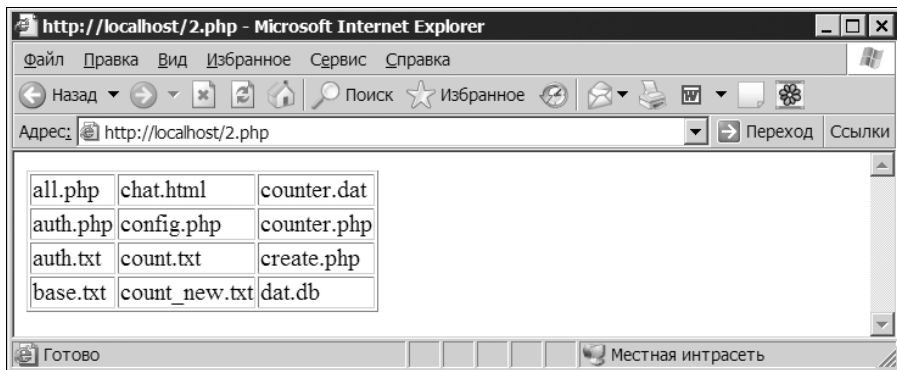 http://localhost/2.php - Microsoft Internet Explorer
Файл Правка Вид Избранное Сервис Справка
Назад Поиск Избранное
Адрес: http://localhost/2.php Переход Ссылки
all.php chat.html counter.dat
auth.php config.php counter.php
auth.txt count.txt create.php
base.txt count_new.txt dat.db
Готово Местная интрасеть